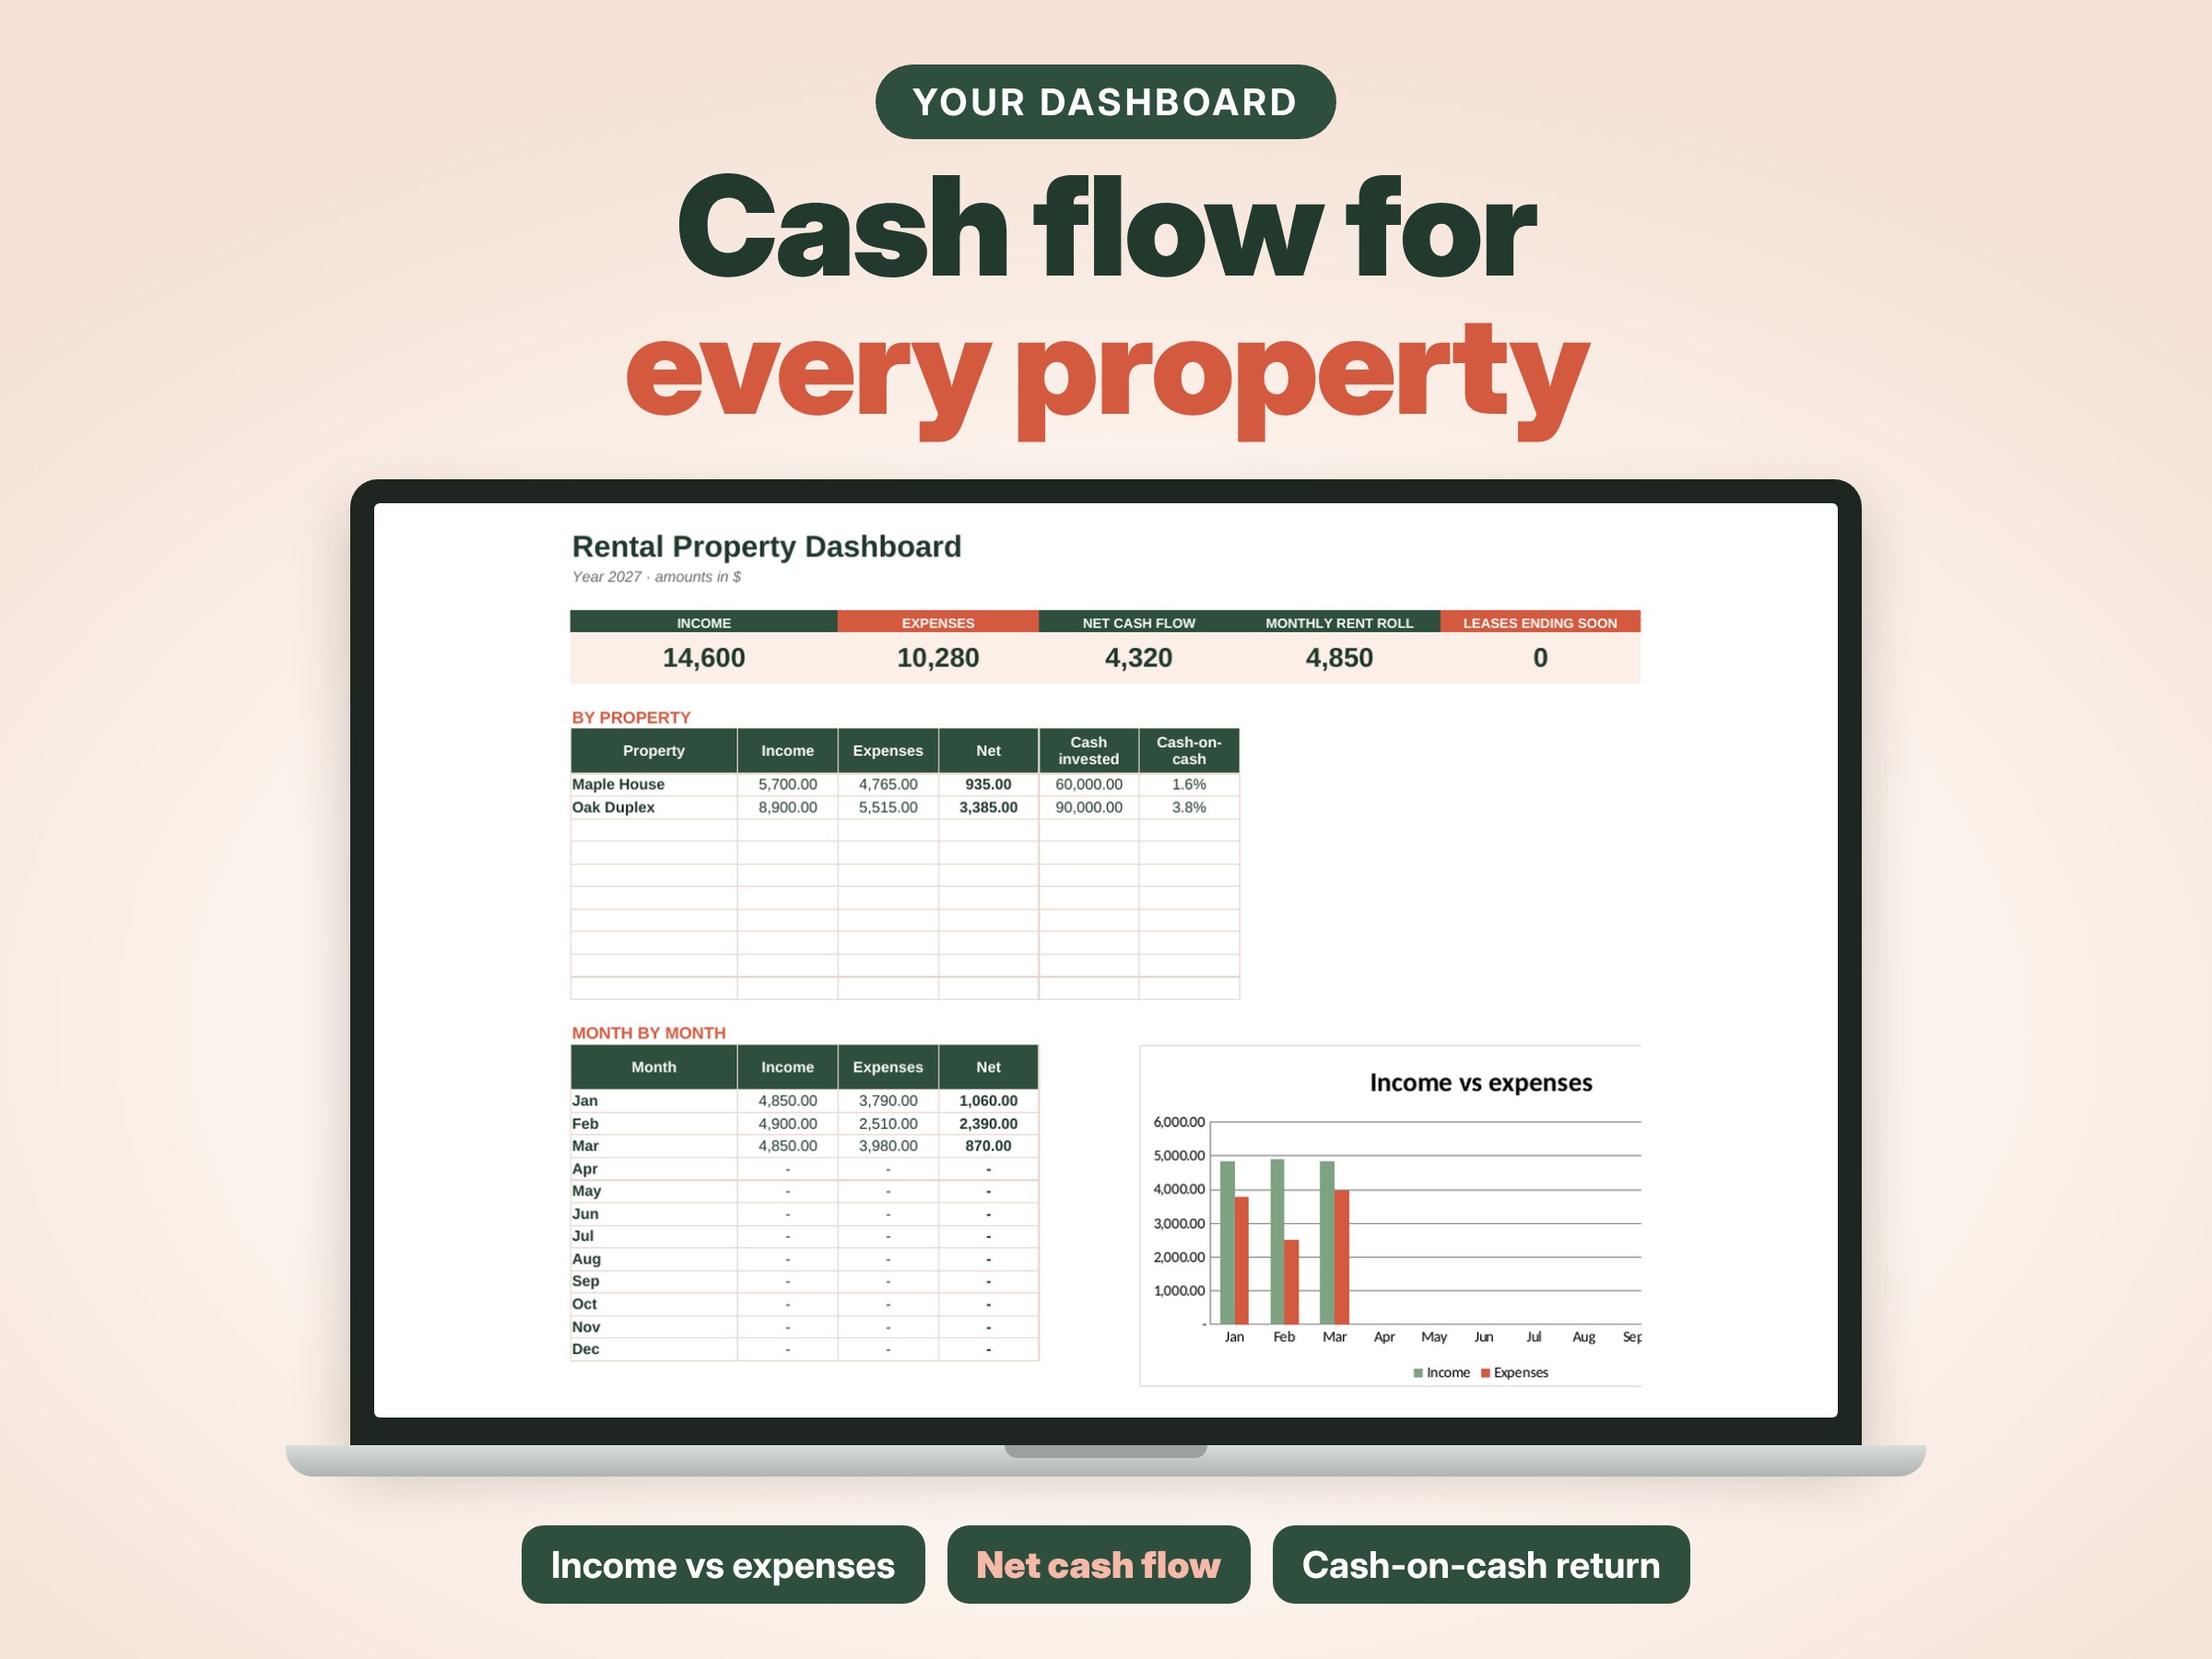 YOUR DASHBOARD
Cash flow for
every property
Rental Property Dashboard
Year 2027 · amounts in $
INCOME EXPENSES NET CASH FLOW MONTHLY RENT ROLL LEASES ENDING SOON
14,600 10,280 4,320 4,850 0
BY PROPERTY
Property Income Expenses Net Cash invested Cash-on-cash
Maple House 5,700.00 4,765.00 935.00 60,000.00 1.6%
Oak Duplex 8,900.00 5,515.00 3,385.00 90,000.00 3.8%
MONTH BY MONTH
Month Income Expenses Net
Jan 4,850.00 3,790.00 1,060.00
Feb 4,900.00 2,510.00 2,390.00
Mar 4,850.00 3,980.00 870.00
Apr - - -
May - - -
Jun - - -
Jul - - -
Aug - - -
Sep - - -
Oct - - -
Nov - - -
Dec - - -
Income vs expenses
6,000.00
5,000.00
4,000.00
3,000.00
2,000.00
1,000.00
-
Jan Feb Mar Apr May Jun Jul Aug Sep
Income Expenses
Income vs expenses Net cash flow Cash-on-cash return